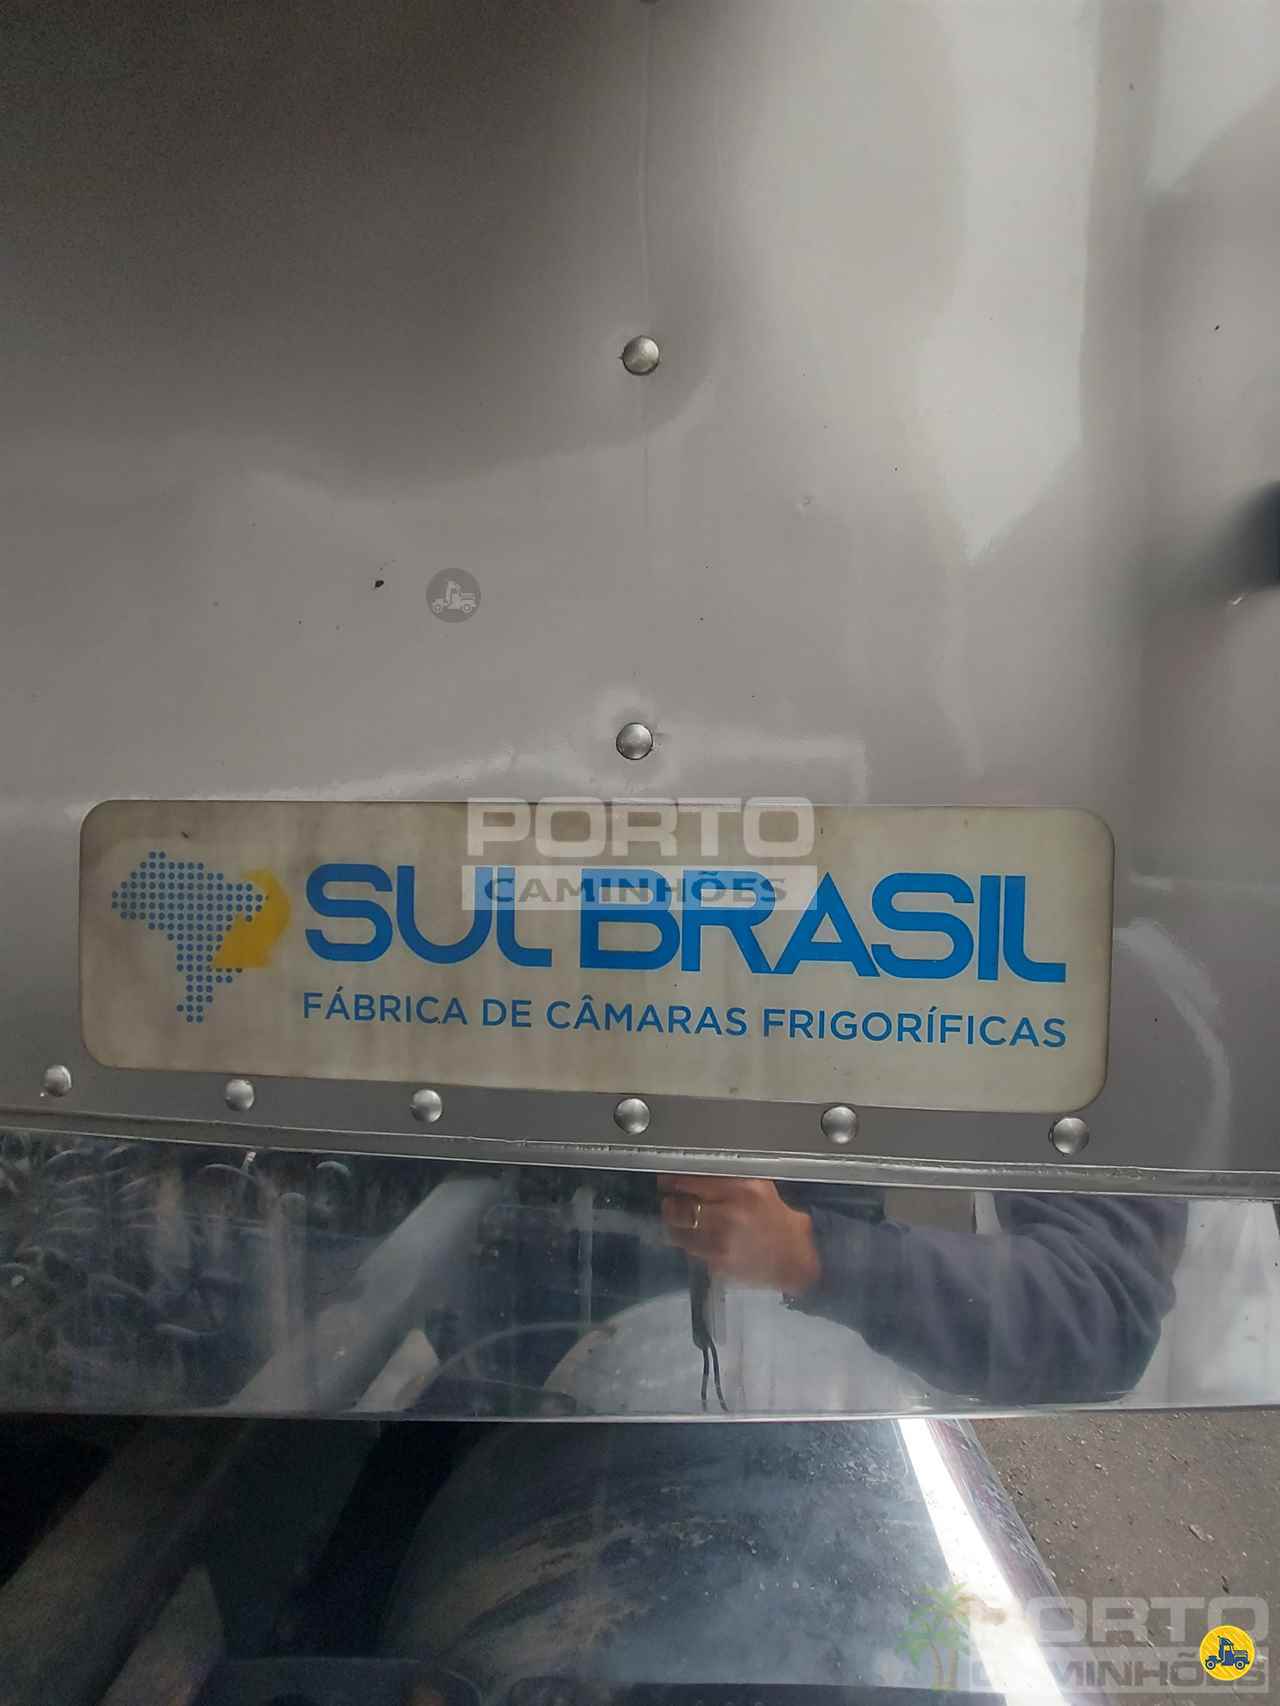 PORTO
CAMINHÕES
SUL BRASIL
FÁBRICA DE CÂMARAS FRIGORÍFICAS
PORTO
CAMINHÕES